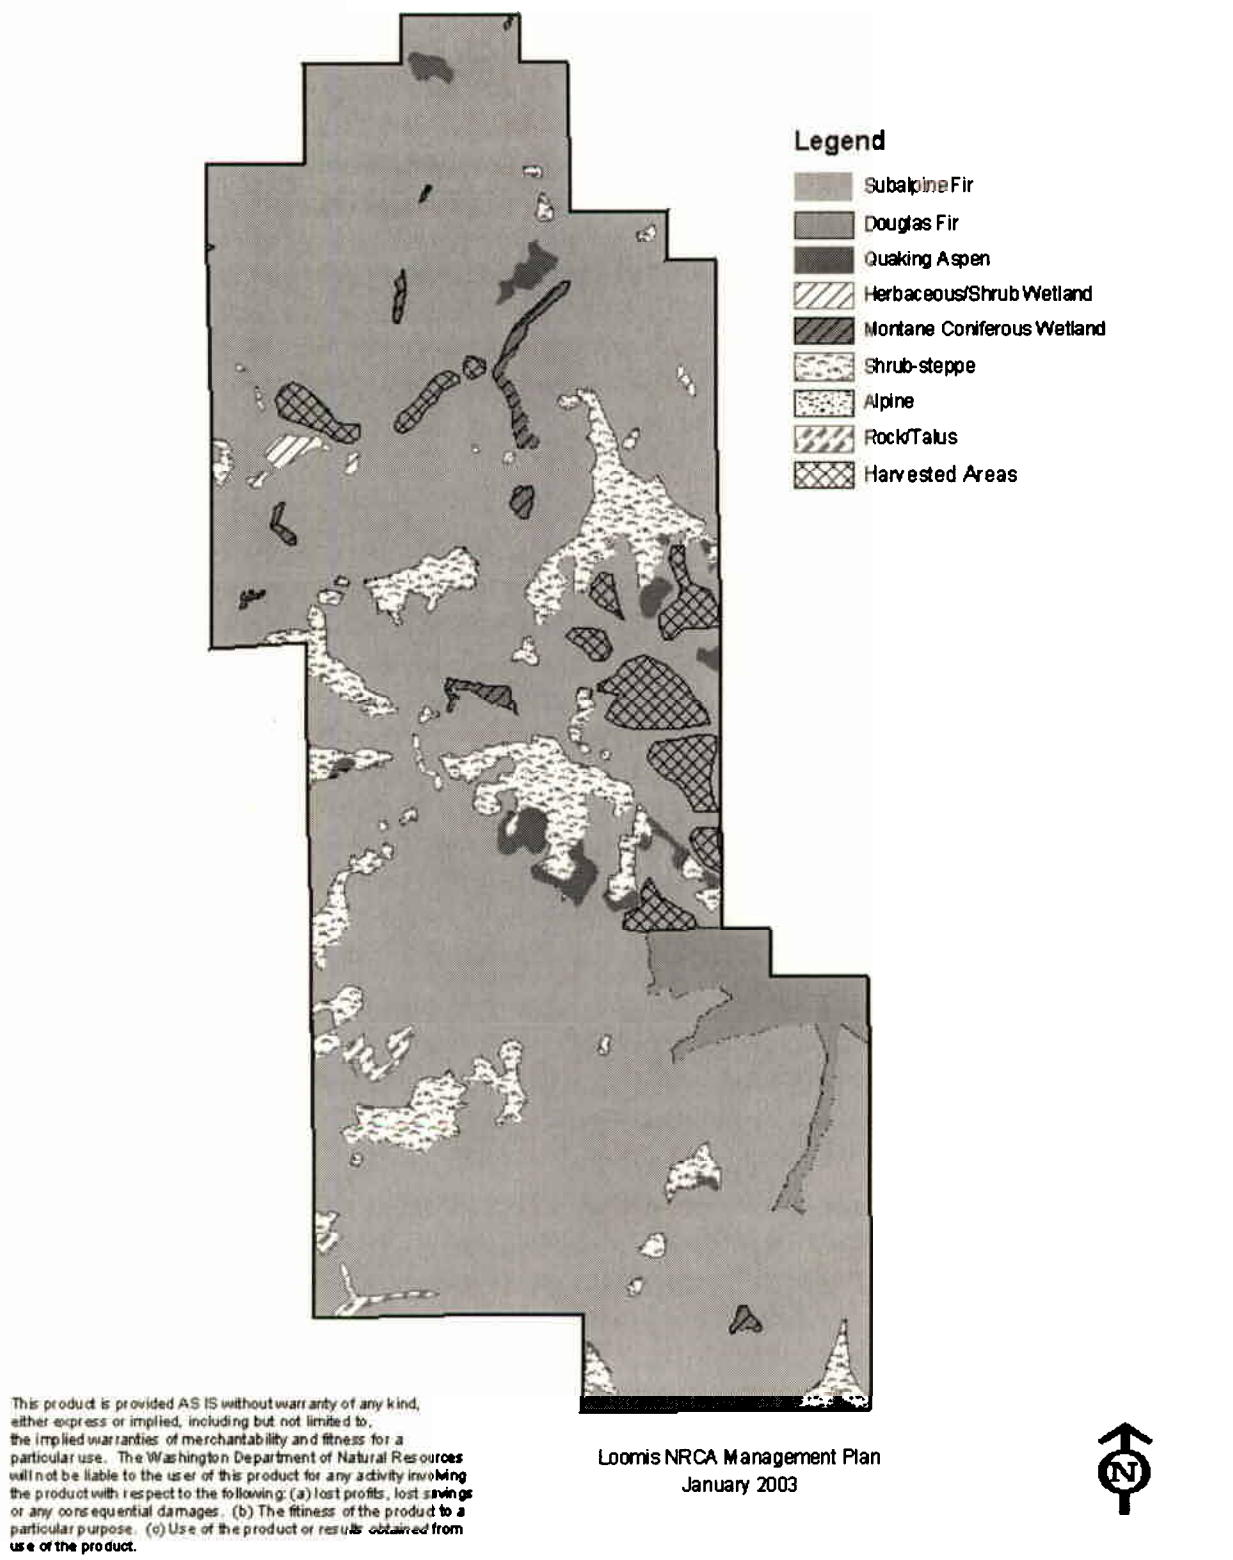 Legend
Subalpine Fir
Douglas Fir
Quaking Aspen
Herbaceous/Shrub Wetland
Montane Coniferous Wetland
Shrub-steppe
Alpine
Rock/Talus
Harvested Areas
This product is provided AS IS without warranty of any kind,
either express or implied, including but not limited to,
the implied warranties of merchantability and fitness for a
particular use. The Washington Department of Natural Resources
will not be liable to the user of this product for any activity involving
the product with respect to the following: (a) lost profits, lost savings
or any consequential damages. (b) The fitiness of the product to a
particular purpose. (c) Use of the product or results obtained from
use of the product.
Loomis NRCA Management Plan
January 2003
N